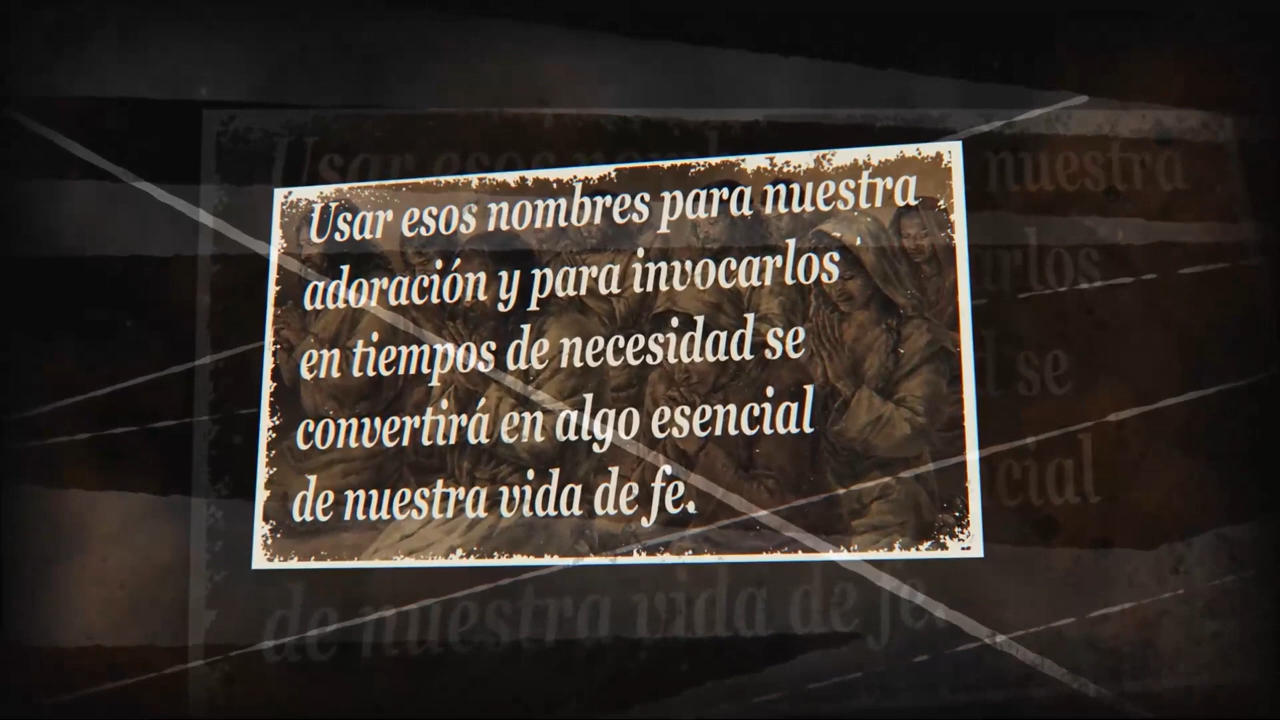 Usar esos nombres para nuestra
adoración y para invocarlos
en tiempos de necesidad se
convertirá en algo esencial
de nuestra vida de fe.